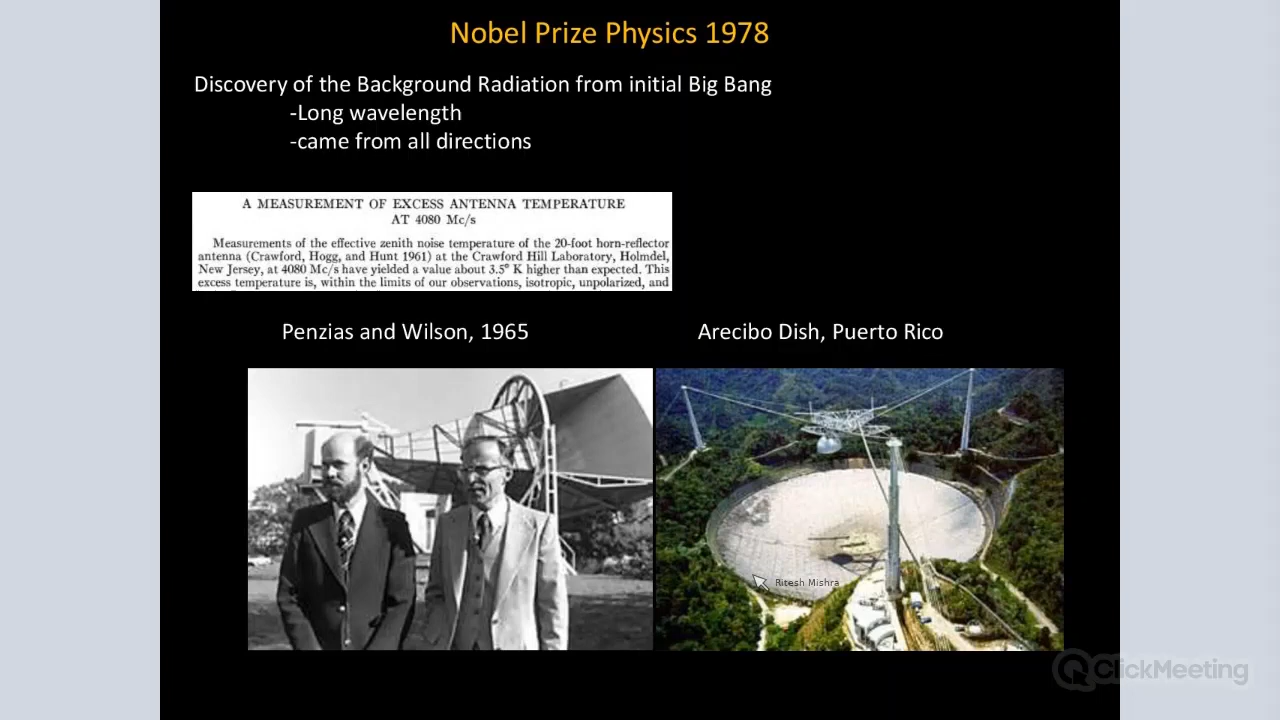 Nobel Prize Physics 1978
Discovery of the Background Radiation from initial Big Bang
-Long wavelength
-came from all directions
A MEASUREMENT OF EXCESS ANTENNA TEMPERATURE
AT 4080 Mc/s
Measurements of the effective zenith noise temperature of the 20-foot horn-reflector
antenna (Crawford, Hogg, and Hunt 1961) at the Crawford Hill Laboratory, Holmdel,
New Jersey, at 4080 Mc/s have yielded a value about 3.5° K higher than expected. This
excess temperature is, within the limits of our observations, isotropic, unpolarized, and
Penzias and Wilson, 1965
Arecibo Dish, Puerto Rico
Ritesh Mishra
ClickMeeting